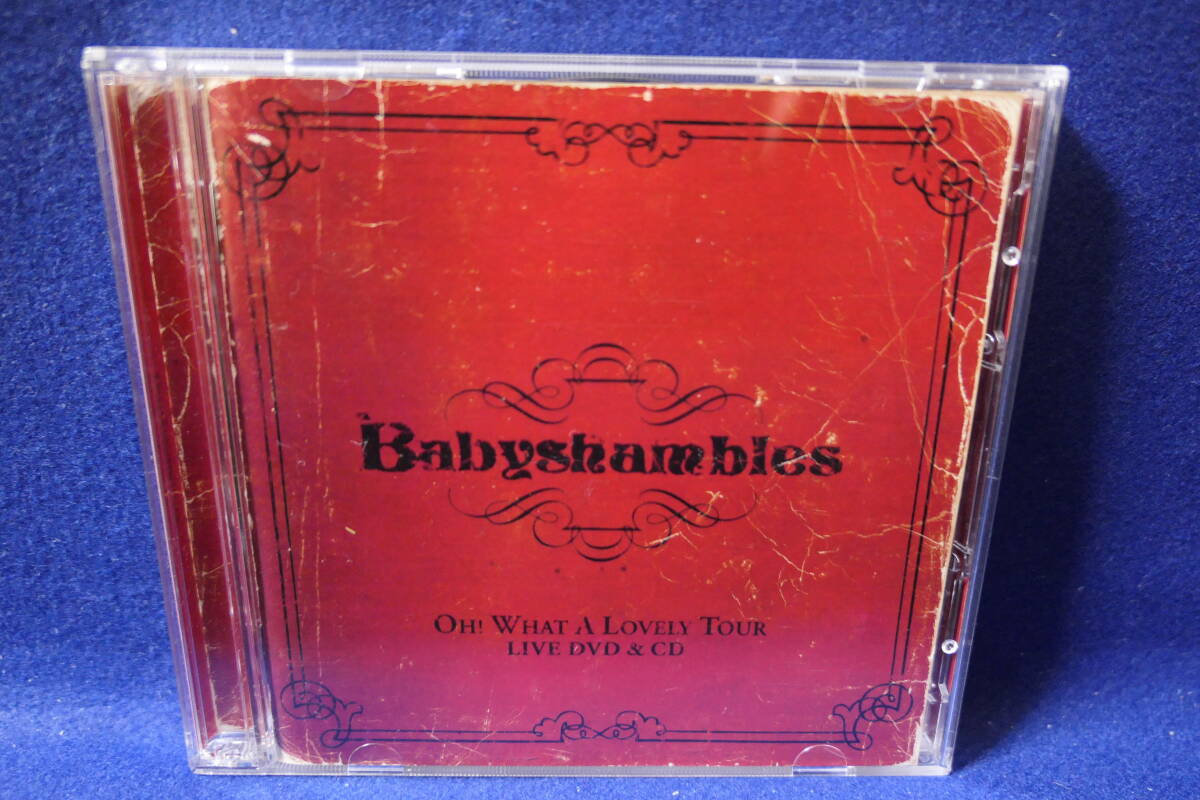 Babyshambles
OH! WHAT A LOVELY TOUR
LIVE DVD & CD